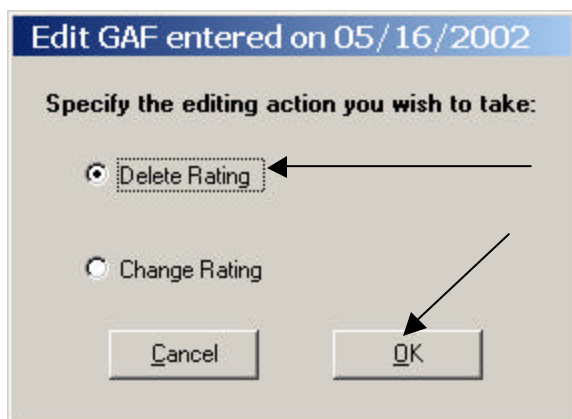 Edit GAF entered on 05/16/2002
Specify the editing action you wish to take:
Delete Rating
Change Rating
Cancel OK